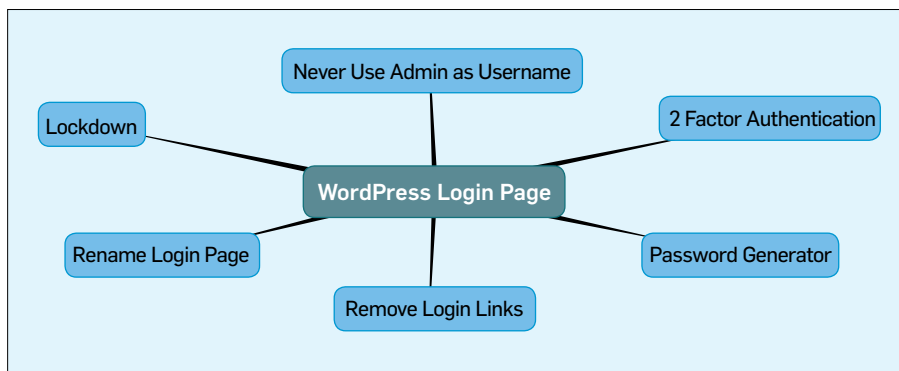 Never Use Admin as Username
Lockdown
2 Factor Authentication
WordPress Login Page
Rename Login Page
Password Generator
Remove Login Links